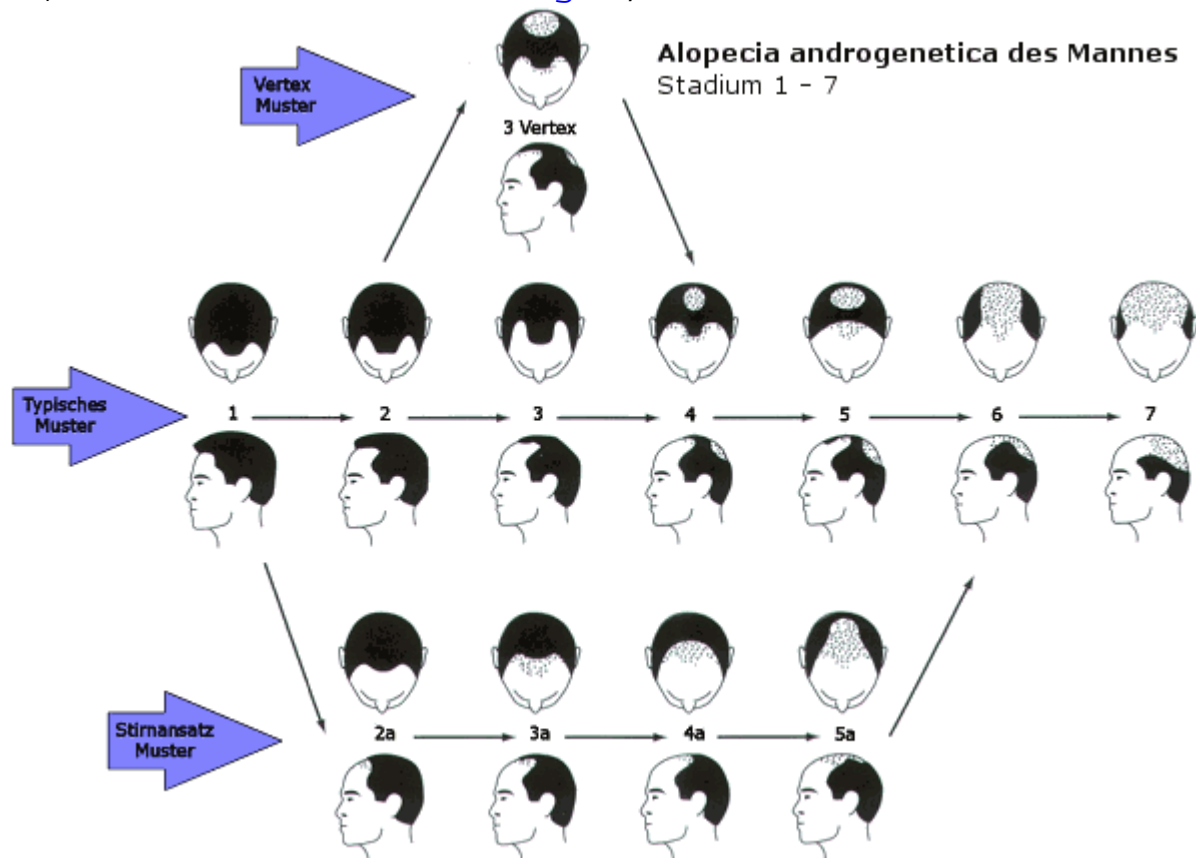 Alopecia androgenetica des Mannes
Stadium 1 - 7
Vertex
Muster
3 Vertex
Typisches
Muster
1
2
3
4
5
6
7
Stirnansatz
Muster
2a
3a
4a
5a